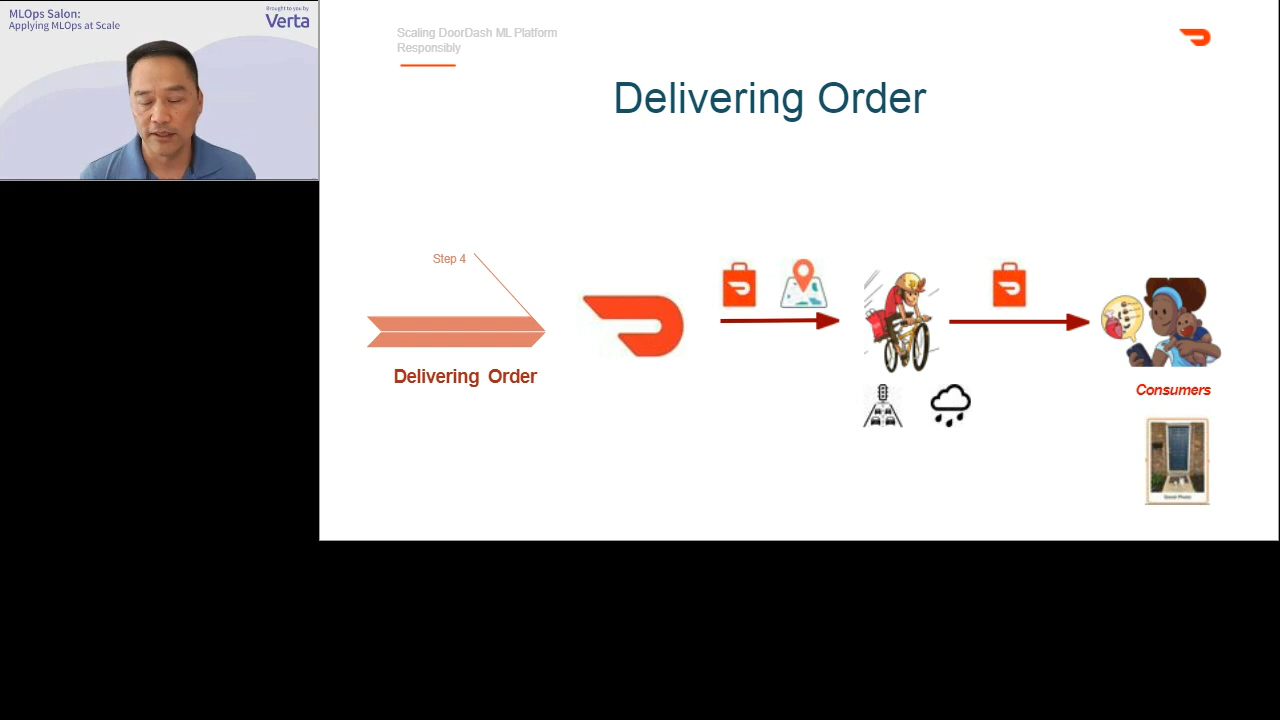 MLOps Salon:
Applying MLOps at Scale
Brought to you by
Verta
Scaling DoorDash ML Platform
Responsibly
Delivering Order
Step 4
Delivering Order
Consumers